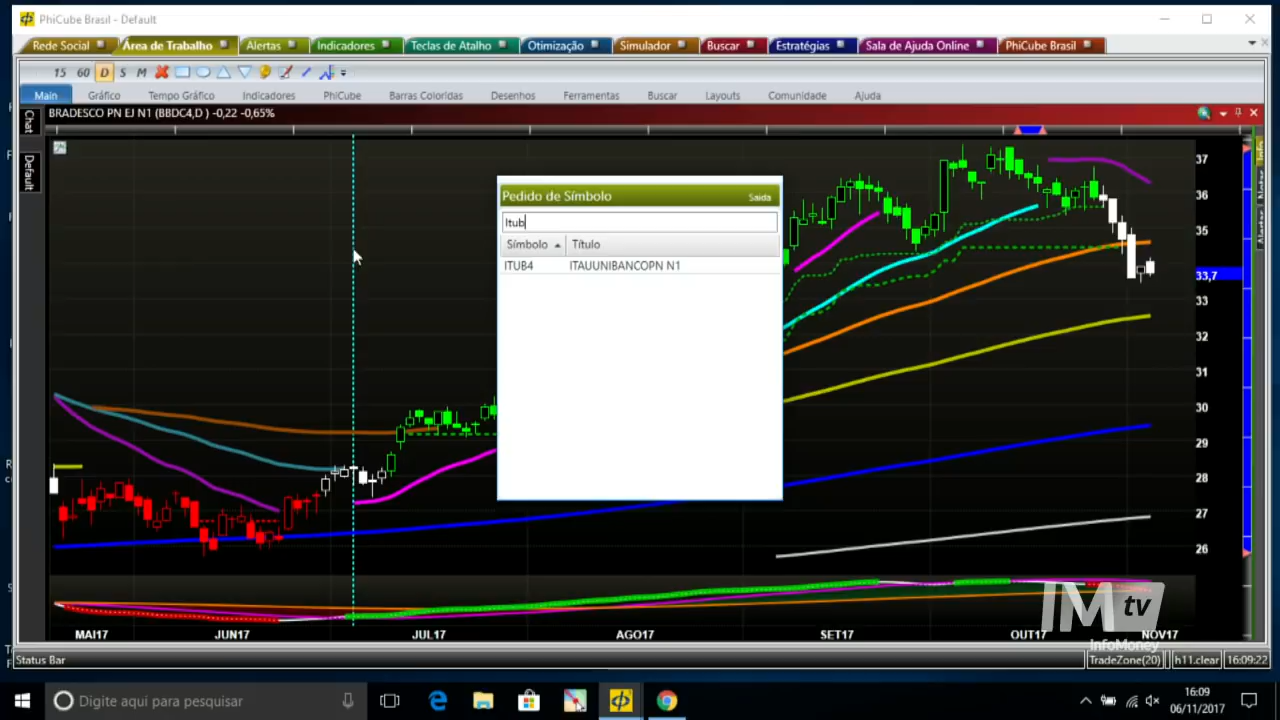 PhiCube Brasil - Default
Rede Social Área de Trabalho Alertas Indicadores Teclas de Atalho Otimização Simulador Buscar Estratégias Sala de Ajuda Online PhiCube Brasil
15 60 D S M
Main Gráfico Tempo Gráfico Indicadores PhiCube Barras Coloridas Desenhos Ferramentas Buscar Layouts Comunidade Ajuda
BRADESCO PN EJ N1 (BBDC4,D ) -0,22 -0,65%
Chat
Default
Info
Pedido de Símbolo Saida
Itub
Símbolo Título
ITUB4 ITAUUNIBANCOPN N1
37
36
35
33,7
33
32
31
30
29
28
27
26
MAI17 JUN17 JUL17 AGO17 SET17 OUT17 NOV17
IM tv
InfoMoney
Status Bar TradeZone(20) h11.clear 16:09:22
Digite aqui para pesquisar
16:09
06/11/2017